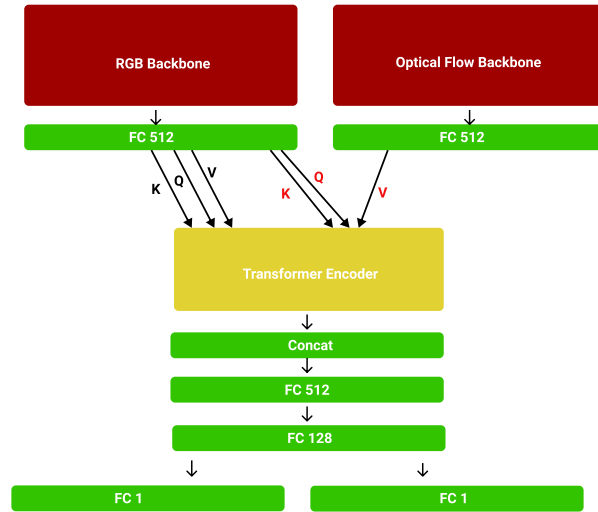 RGB Backbone
Optical Flow Backbone
FC 512
FC 512
K
Q
V
K
Q
V
Transformer Encoder
Concat
FC 512
FC 128
FC 1
FC 1